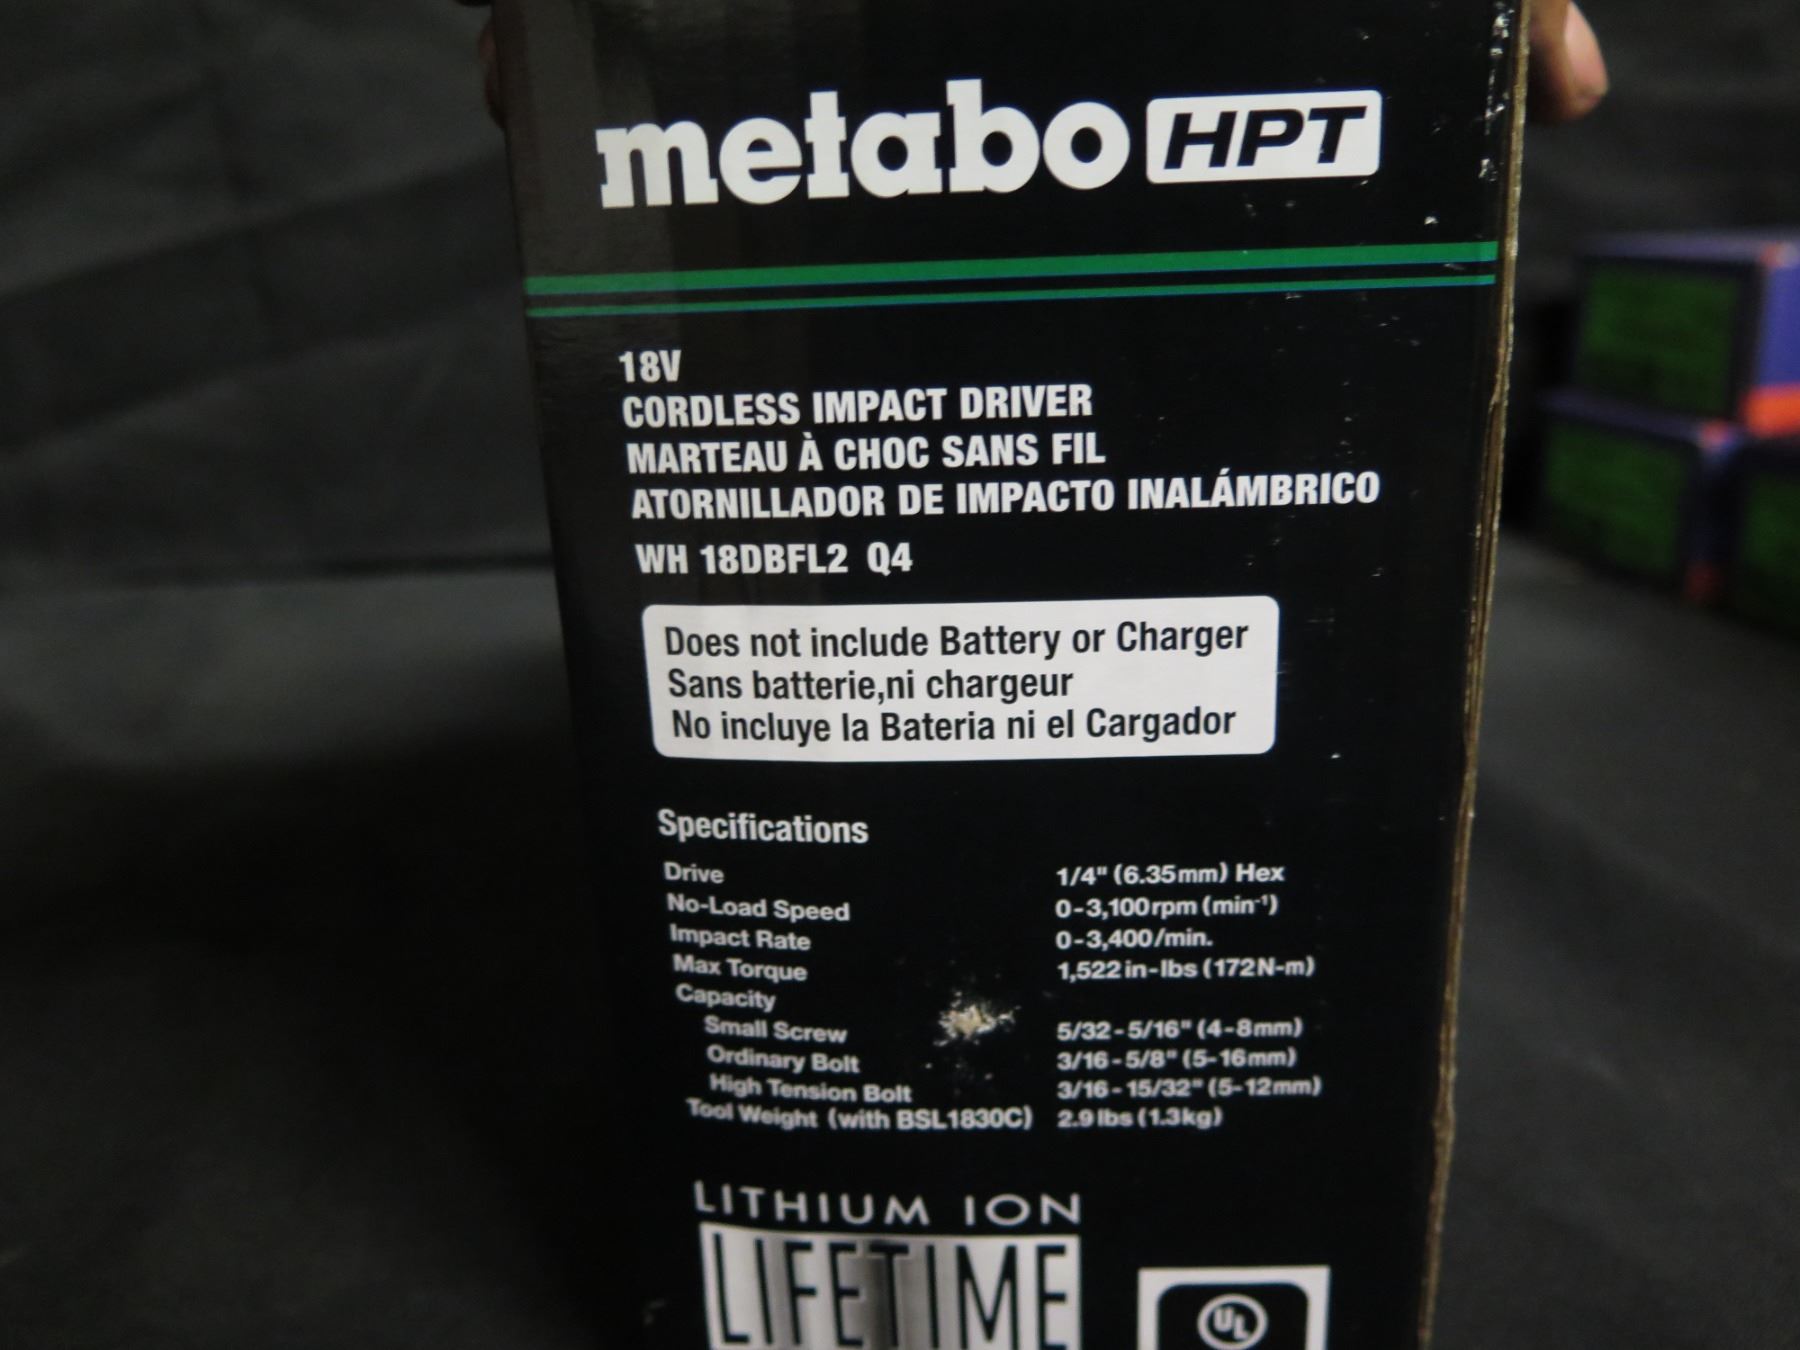 metabo HPT
18V
CORDLESS IMPACT DRIVER
MARTEAU À CHOC SANS FIL
ATORNILLADOR DE IMPACTO INALÁMBRICO
WH 18DBFL2 Q4
Does not include Battery or Charger
Sans batterie,ni chargeur
No incluye la Bateria ni el Cargador
Specifications
Drive 1/4" (6.35mm) Hex
No-Load Speed 0-3,100rpm (min⁻¹)
Impact Rate 0-3,400/min.
Max Torque 1,522 in-lbs (172N-m)
Capacity
Small Screw 5/32-5/16" (4-8mm)
Ordinary Bolt 3/16-5/8" (5-16mm)
High Tension Bolt 3/16-15/32" (5-12mm)
Tool Weight (with BSL1830C) 2.9 lbs (1.3kg)
LITHIUM ION
LIFETIME
UL